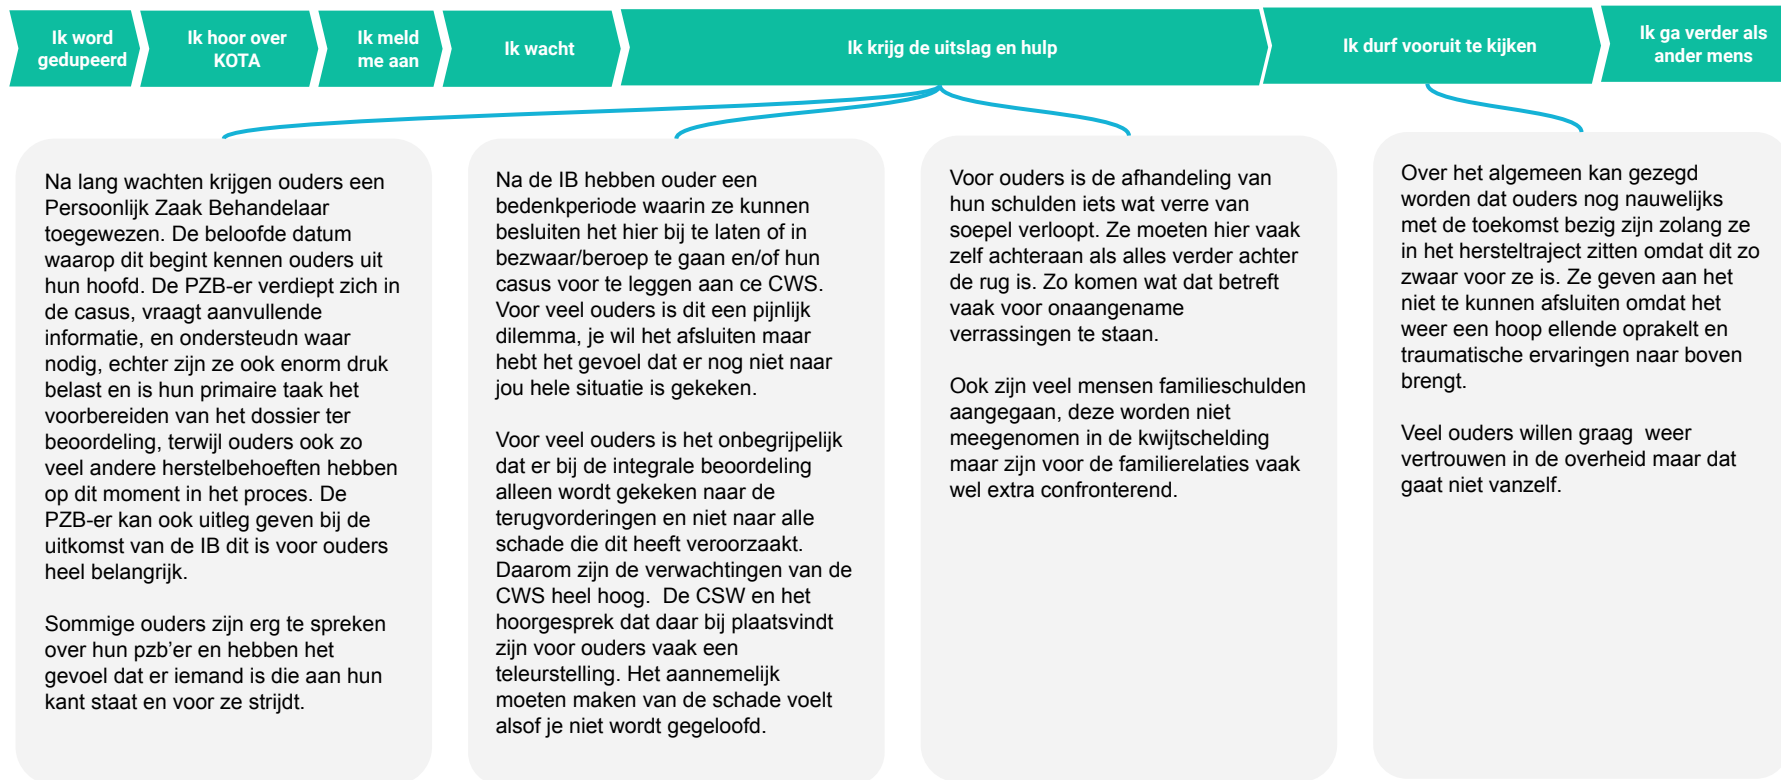 Ik word
gedupeerd
Ik hoor over
KOTA
Ik meld
me aan
Ik wacht
Ik krijg de uitslag en hulp
Ik durf vooruit te kijken
Ik ga verder als
ander mens
Na lang wachten krijgen ouders een
Persoonlijk Zaak Behandelaar
toegewezen. De beloofde datum
waarop dit begint kennen ouders uit
hun hoofd. De PZB-er verdiept zich in
de casus, vraagt aanvullende
informatie, en ondersteudn waar
nodig, echter zijn ze ook enorm druk
belast en is hun primaire taak het
voorbereiden van het dossier ter
beoordeling, terwijl ouders ook zo
veel andere herstelbehoeften hebben
op dit moment in het proces. De
PZB-er kan ook uitleg geven bij de
uitkomst van de IB dit is voor ouders
heel belangrijk.
Sommige ouders zijn erg te spreken
over hun pzb'er en hebben het
gevoel dat er iemand is die aan hun
kant staat en voor ze strijdt.
Na de IB hebben ouder een
bedenkperiode waarin ze kunnen
besluiten het hier bij te laten of in
bezwaar/beroep te gaan en/of hun
casus voor te leggen aan ce CWS.
Voor veel ouders is dit een pijnlijk
dilemma, je wil het afsluiten maar
hebt het gevoel dat er nog niet naar
jou hele situatie is gekeken.
Voor veel ouders is het onbegrijpelijk
dat er bij de integrale beoordeling
alleen wordt gekeken naar de
terugvorderingen en niet naar alle
schade die dit heeft veroorzaakt.
Daarom zijn de verwachtingen van de
CWS heel hoog. De CSW en het
hoorgesprek dat daar bij plaatsvindt
zijn voor ouders vaak een
teleurstelling. Het aannemelijk
moeten maken van de schade voelt
alsof je niet wordt gegeloofd.
Voor ouders is de afhandeling van
hun schulden iets wat verre van
soepel verloopt. Ze moeten hier vaak
zelf achteraan als alles verder achter
de rug is. Zo komen wat dat betreft
vaak voor onaangename
verrassingen te staan.
Ook zijn veel mensen familieschulden
aangegaan, deze worden niet
meegenomen in de kwijtschelding
maar zijn voor de familierelaties vaak
wel extra confronterend.
Over het algemeen kan gezegd
worden dat ouders nog nauwelijks
met de toekomst bezig zijn zolang ze
in het hersteltraject zitten omdat dit zo
zwaar voor ze is. Ze geven aan het
niet te kunnen afsluiten omdat het
weer een hoop ellende oprakelt en
traumatische ervaringen naar boven
brengt.
Veel ouders willen graag weer
vertrouwen in de overheid maar dat
gaat niet vanzelf.